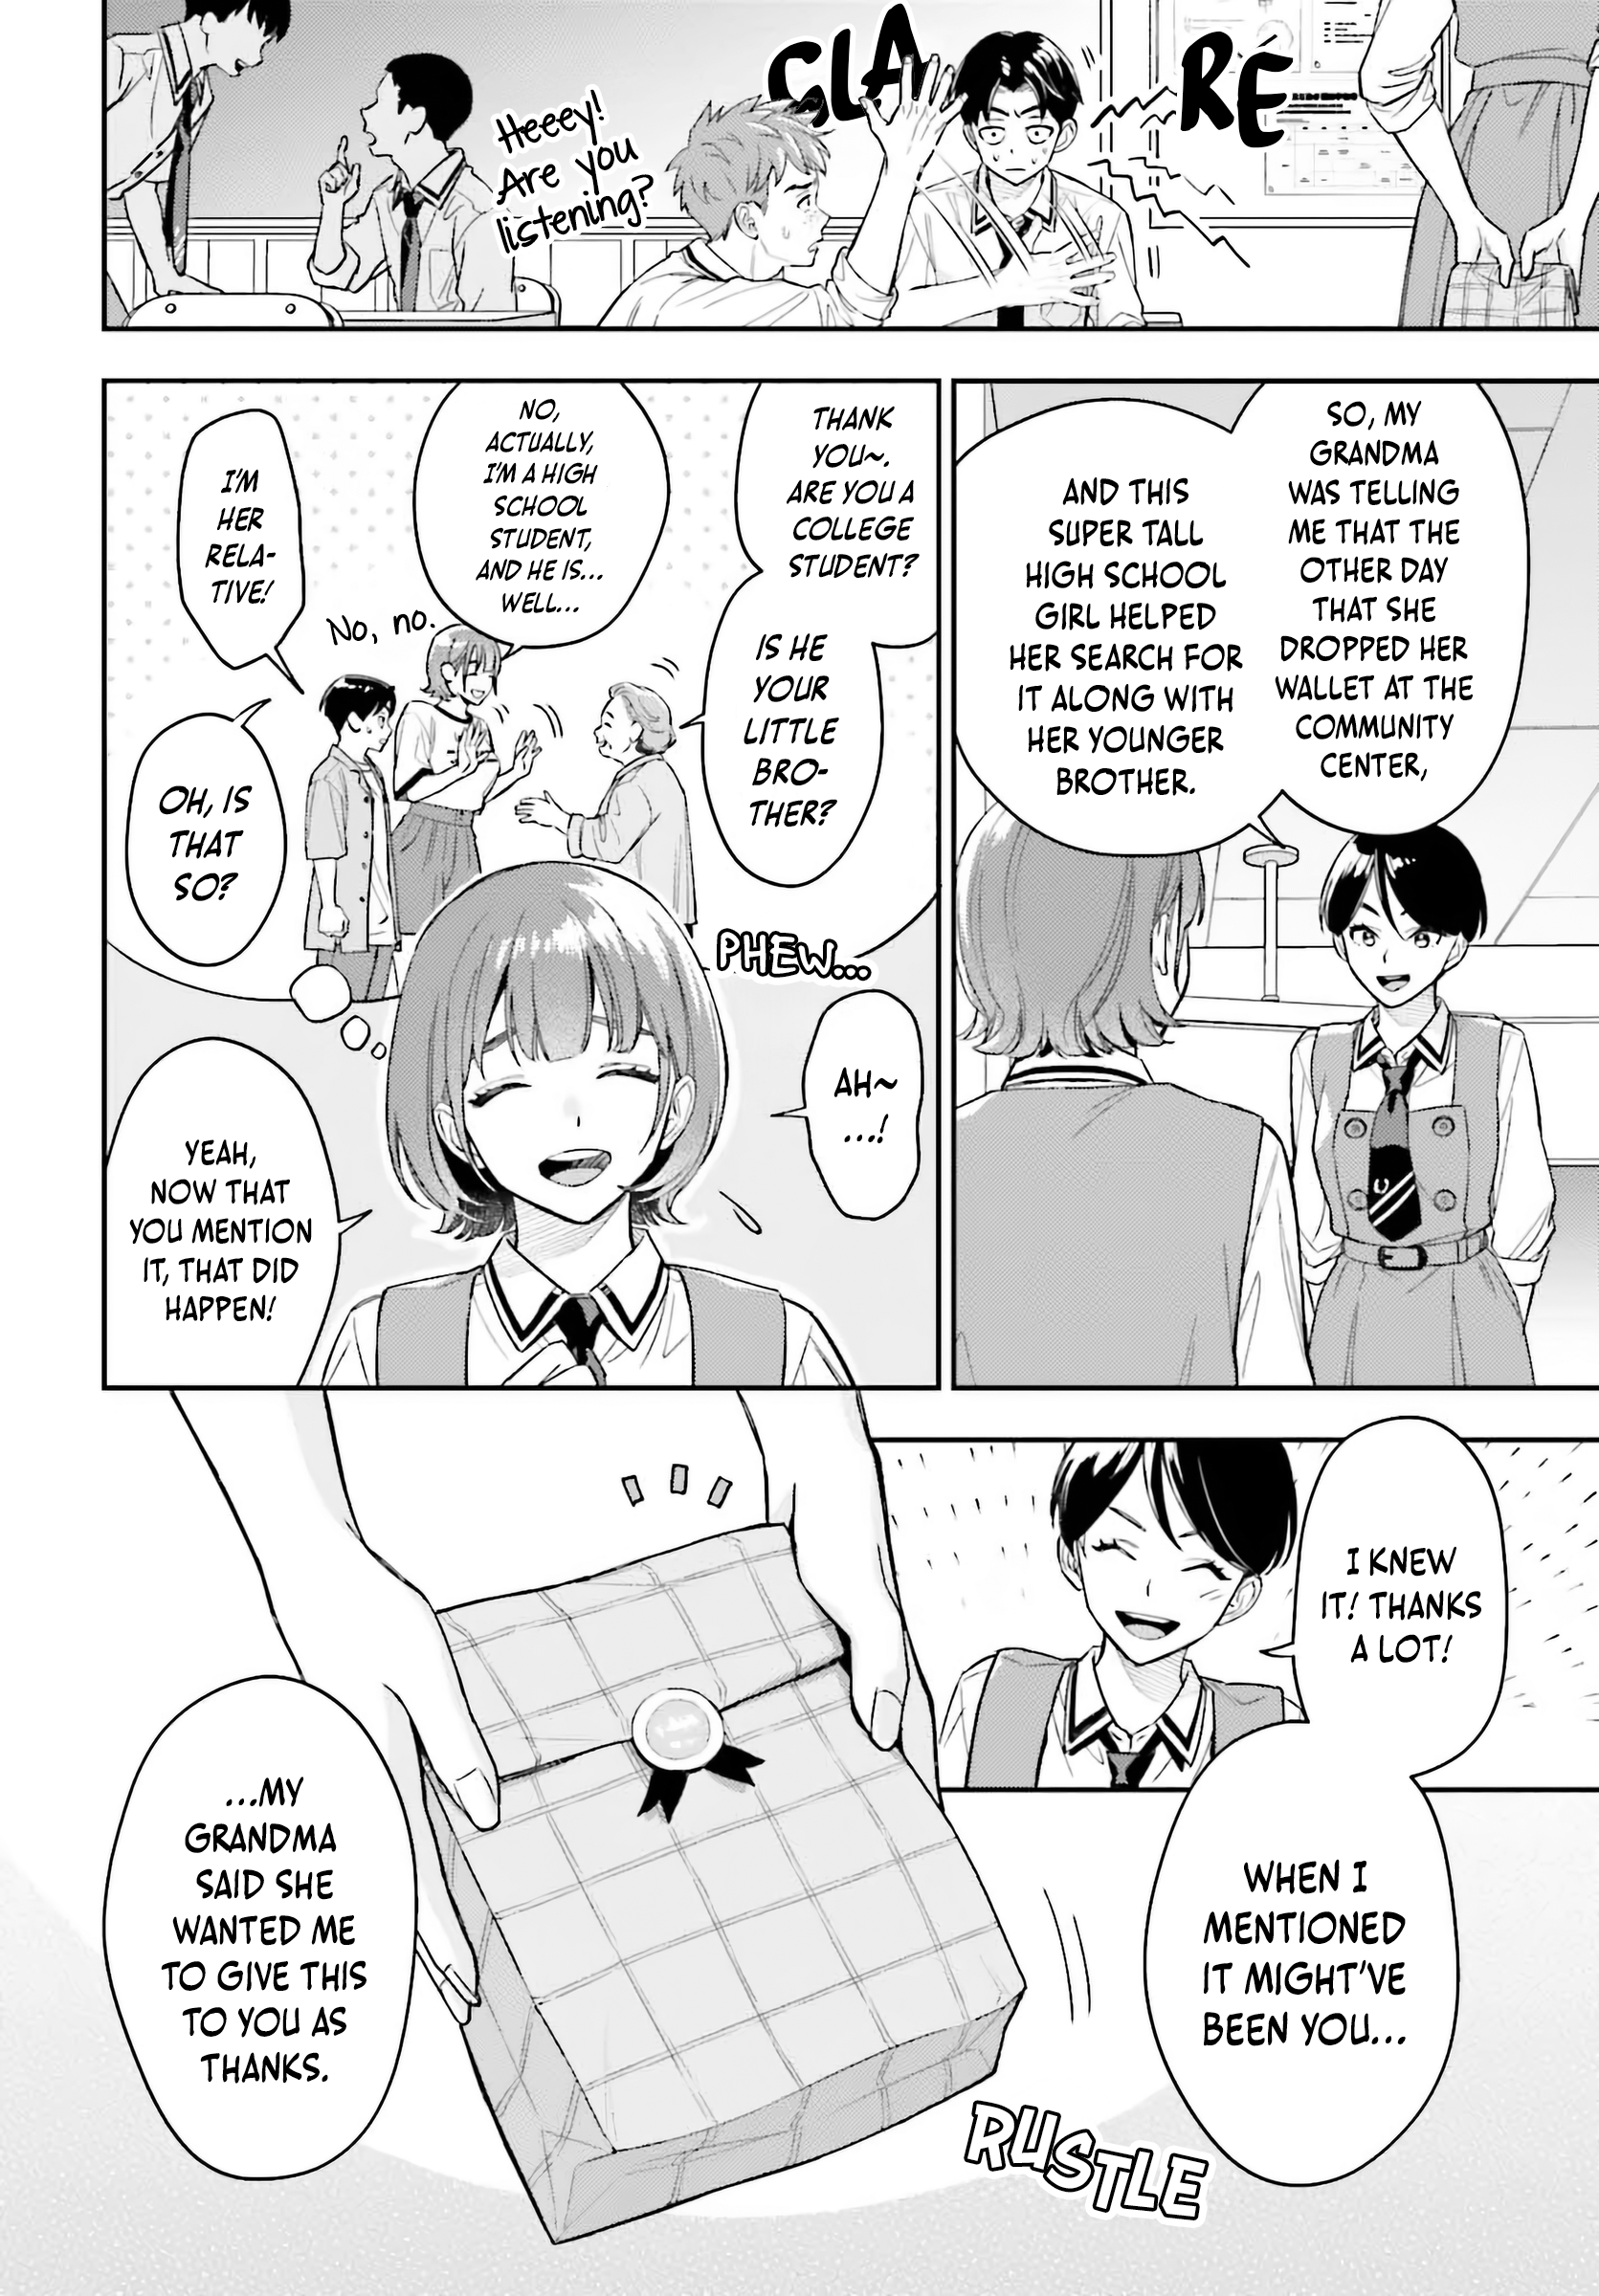 GLARÉ
Heeey!
Are you
listening?
SO, MY
GRANDMA
WAS TELLING
ME THAT THE
OTHER DAY
THAT SHE
DROPPED HER
WALLET AT THE
COMMUNITY
CENTER,
AND THIS
SUPER TALL
HIGH SCHOOL
GIRL HELPED
HER SEARCH FOR
IT ALONG WITH
HER YOUNGER
BROTHER.
THANK
YOU~.
ARE YOU A
COLLEGE
STUDENT?
IS HE
YOUR
LITTLE
BRO-
THER?
NO,
ACTUALLY,
I'M A HIGH
SCHOOL
STUDENT,
AND HE IS...
WELL...
No, no.
I'M
HER
RELA-
TIVE!
OH, IS
THAT
SO?
PHEW...
AH~
...!
YEAH,
NOW THAT
YOU MENTION
IT, THAT DID
HAPPEN!
I KNEW
IT! THANKS
A LOT!
WHEN I
MENTIONED
IT MIGHT'VE
BEEN YOU...
...MY
GRANDMA
SAID SHE
WANTED ME
TO GIVE THIS
TO YOU AS
THANKS.
RUSTLE